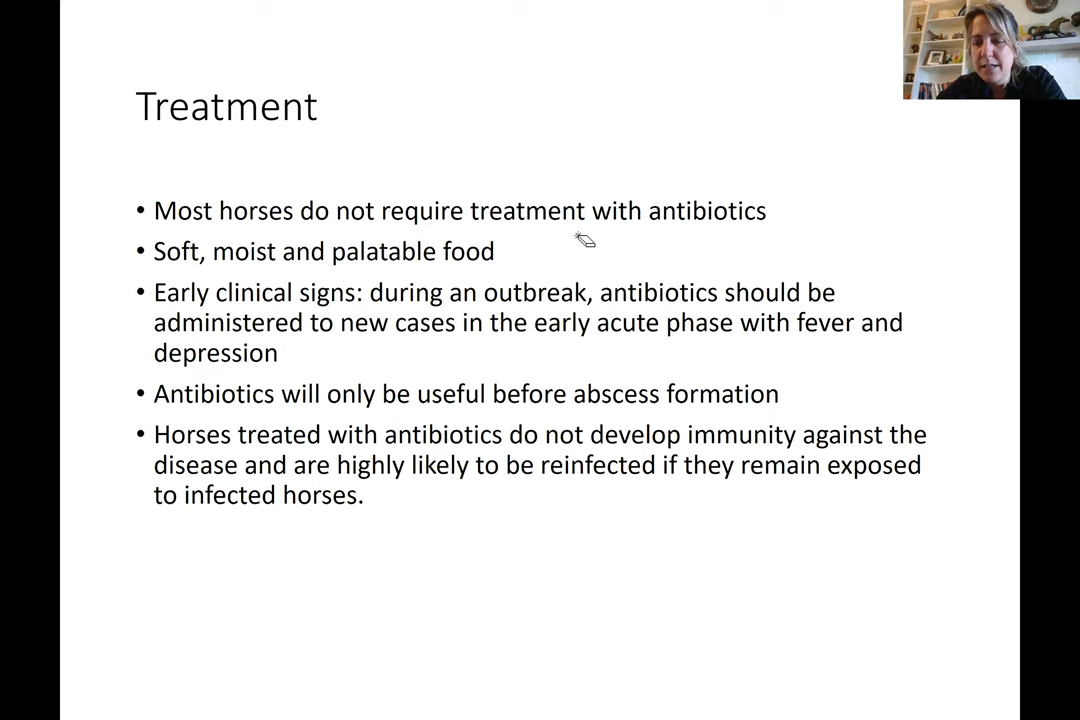 Treatment
• Most horses do not require treatment with antibiotics
• Soft, moist and palatable food
• Early clinical signs: during an outbreak, antibiotics should be
administered to new cases in the early acute phase with fever and
depression
• Antibiotics will only be useful before abscess formation
• Horses treated with antibiotics do not develop immunity against the
disease and are highly likely to be reinfected if they remain exposed
to infected horses.